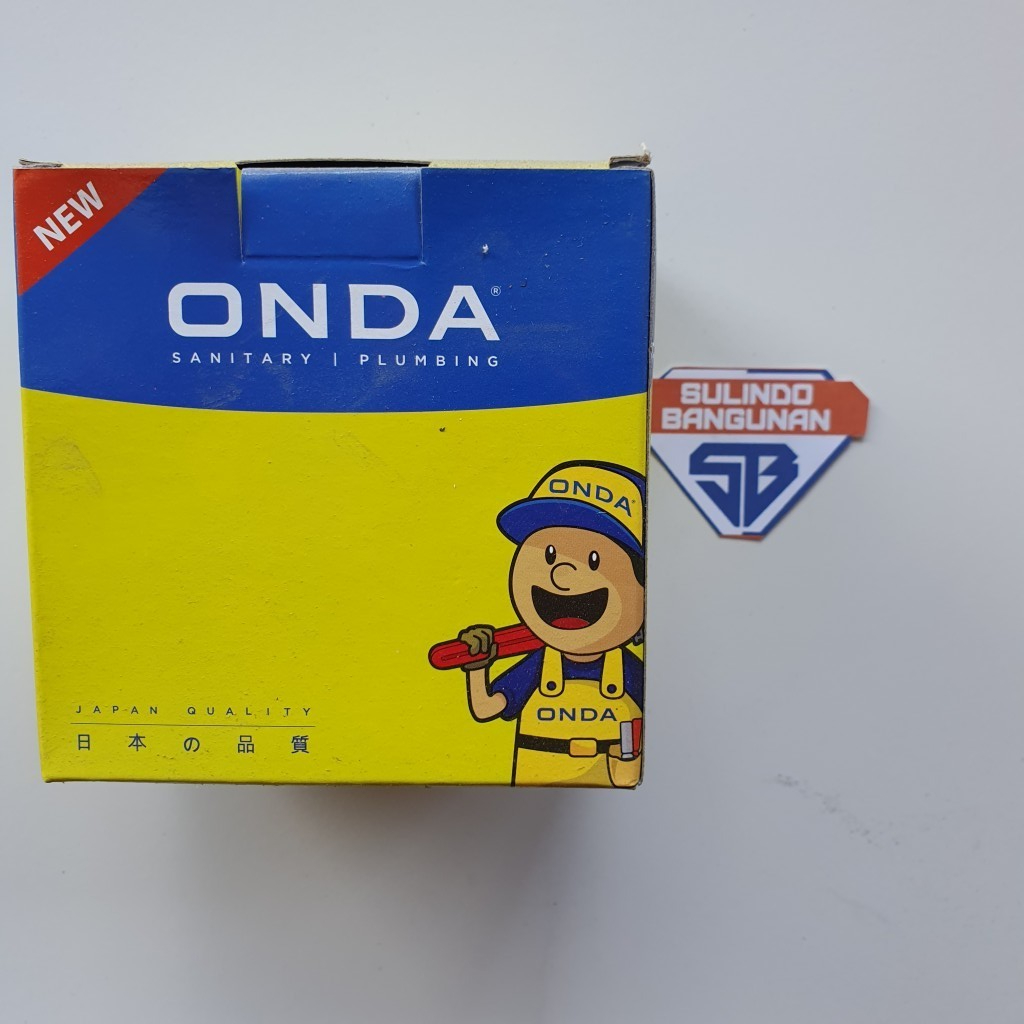 NEW
ONDA®
SANITARY | PLUMBING
SULINDO
BANGUNAN
SB
ONDA
ONDA
JAPAN QUALITY
日本の品質